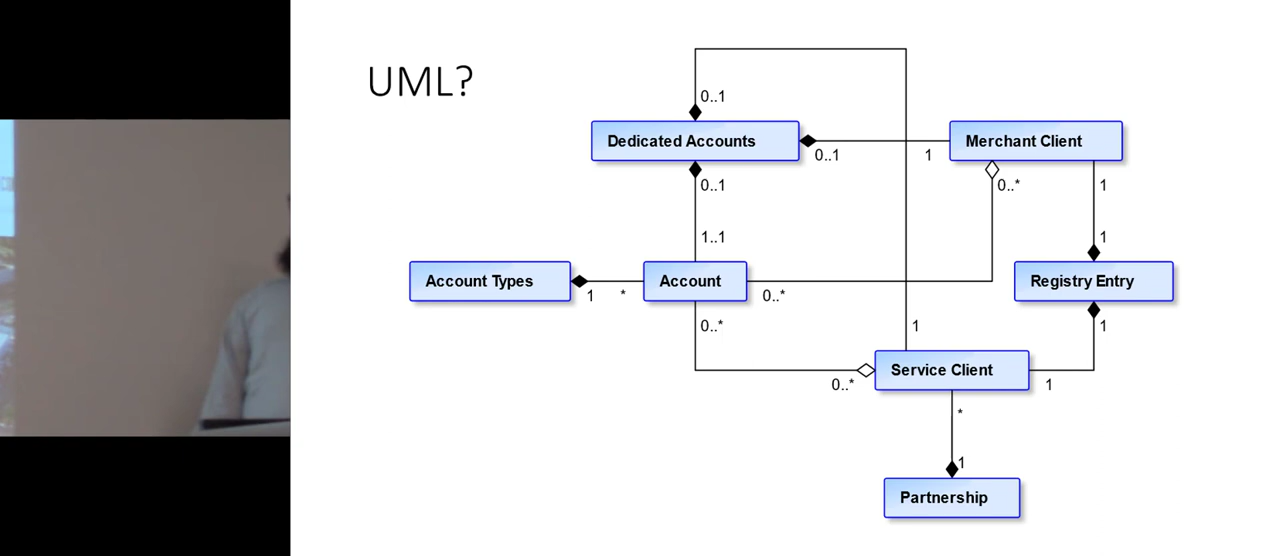 UML?
0..1
Dedicated Accounts
0..1
1
Merchant Client
0..1
0..*
1
1..1
1
Account Types
1
*
Account
0..*
Registry Entry
0..*
1
1
Service Client
0..*
1
*
1
Partnership